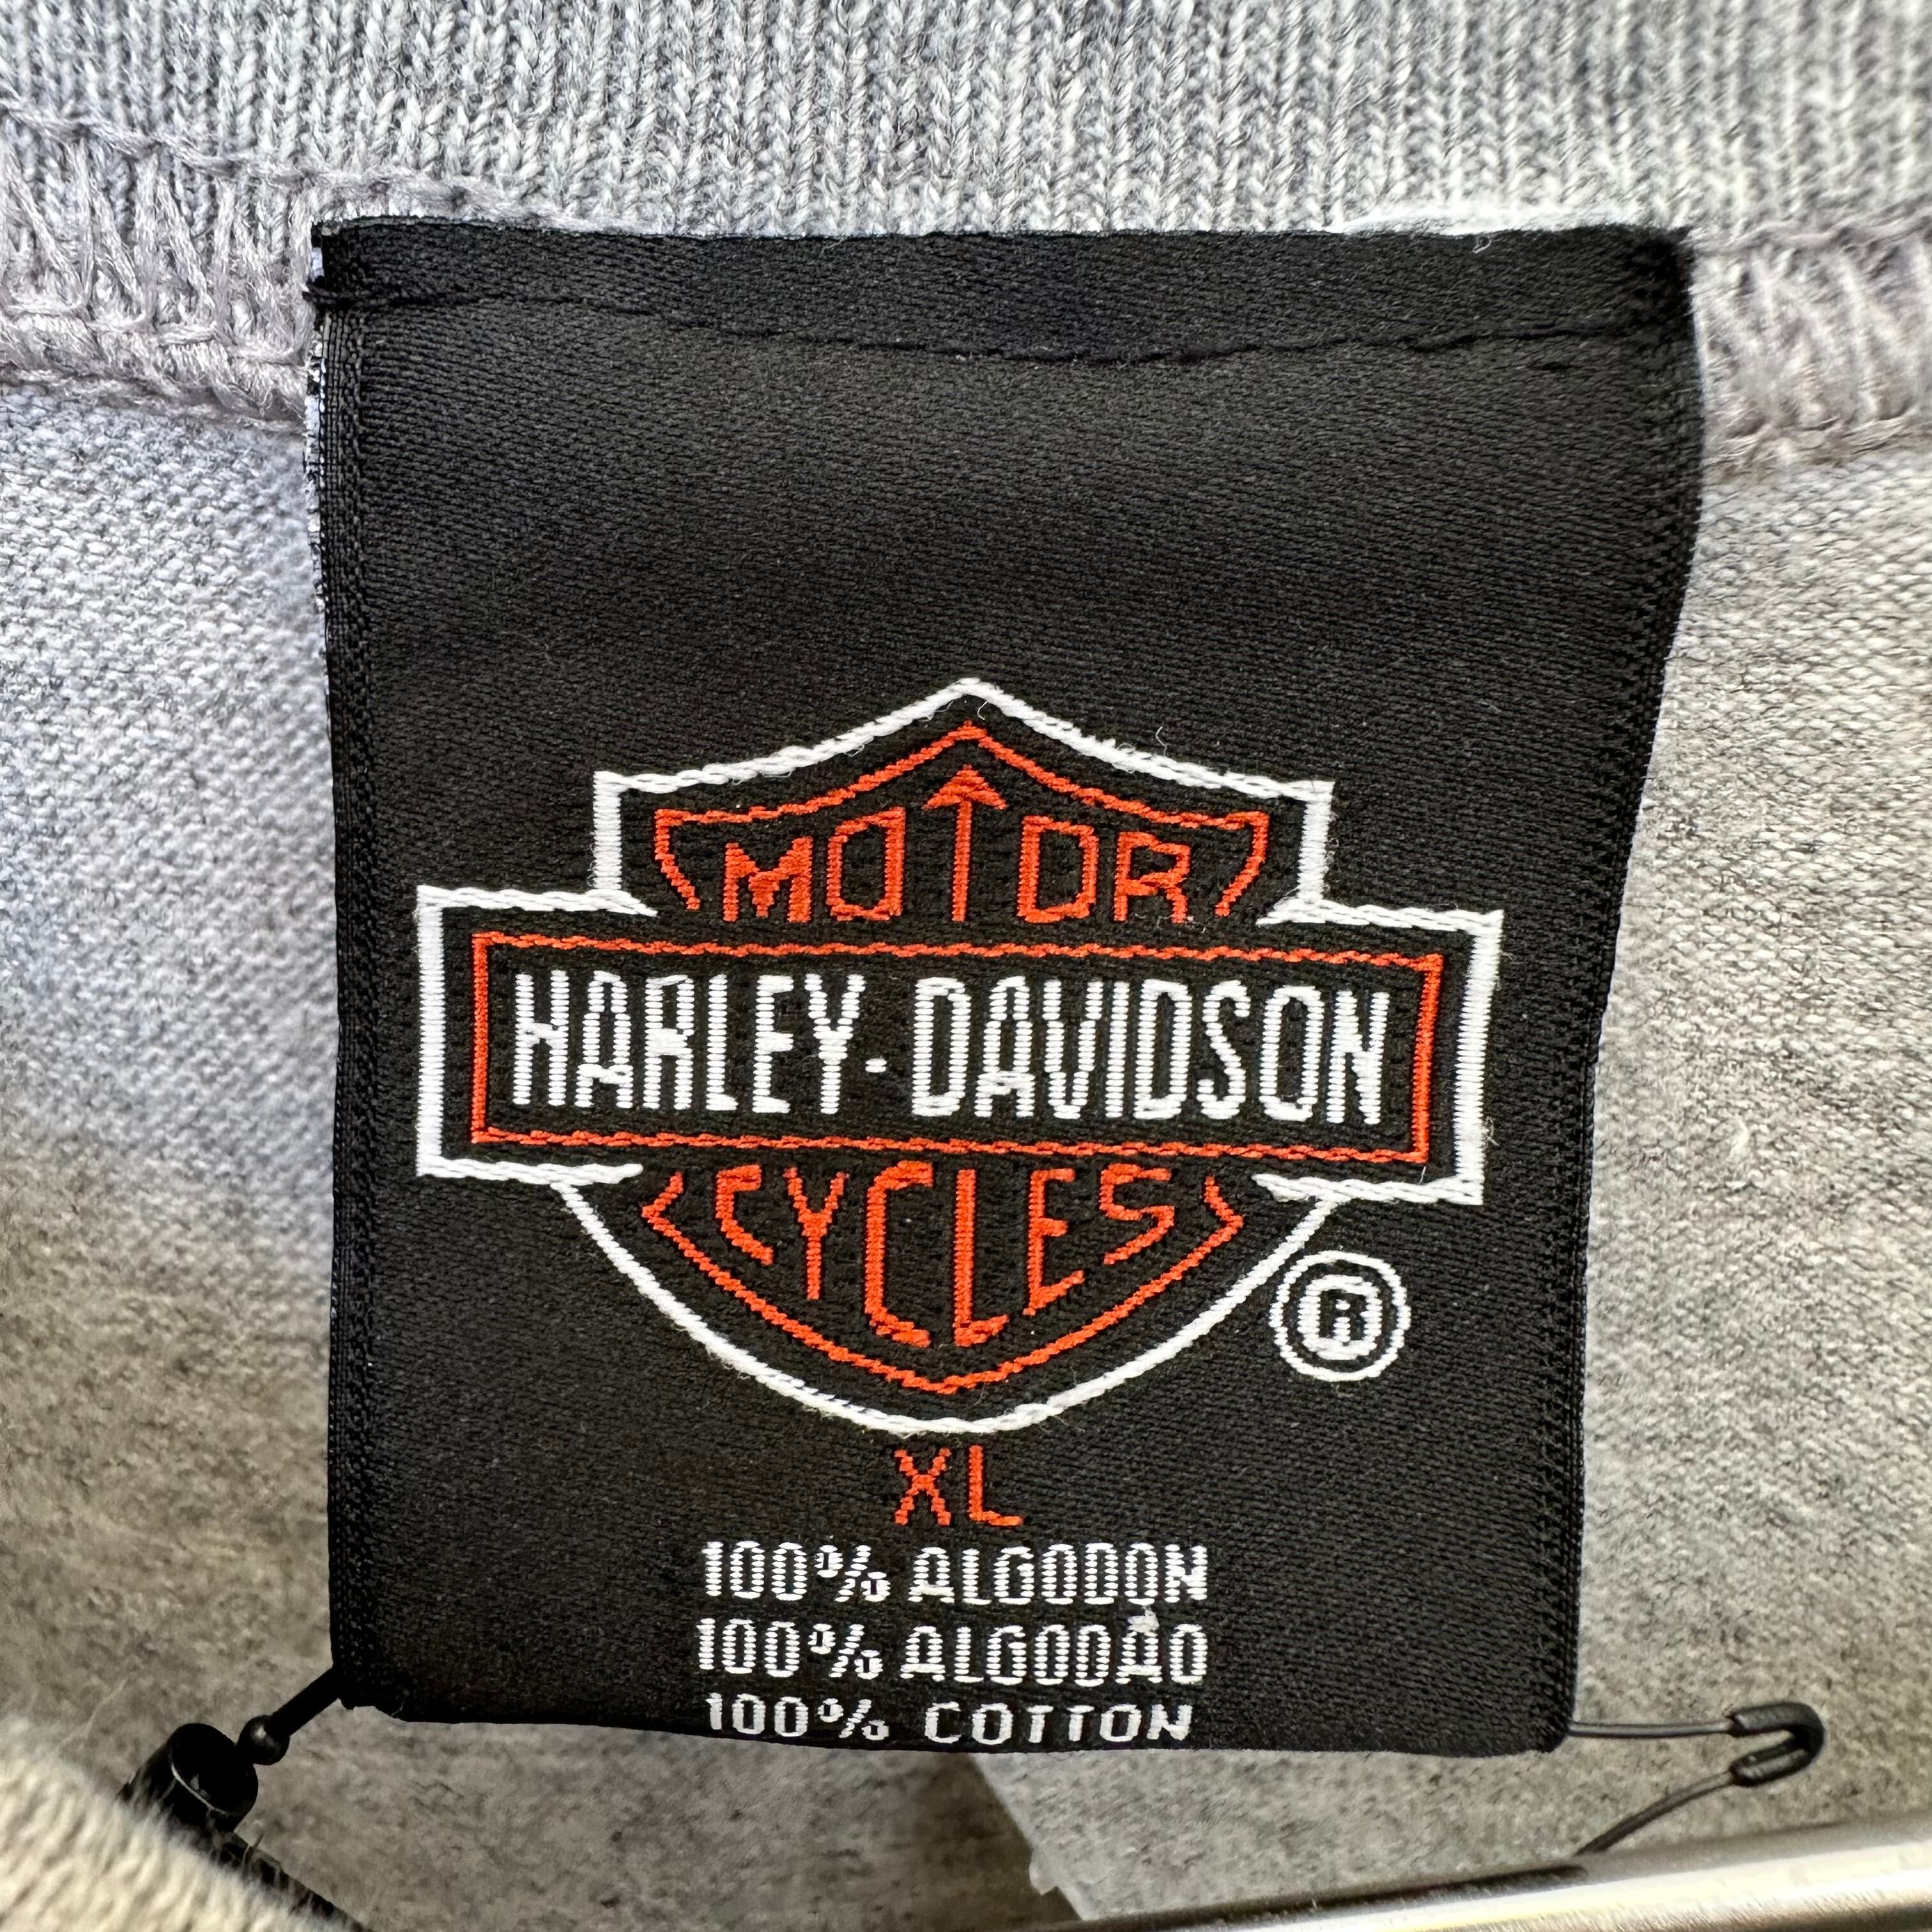 MOTOR
HARLEY-DAVIDSON
CYCLES
®
XL
100% ALGODON
100% ALGODÃO
100% COTTON